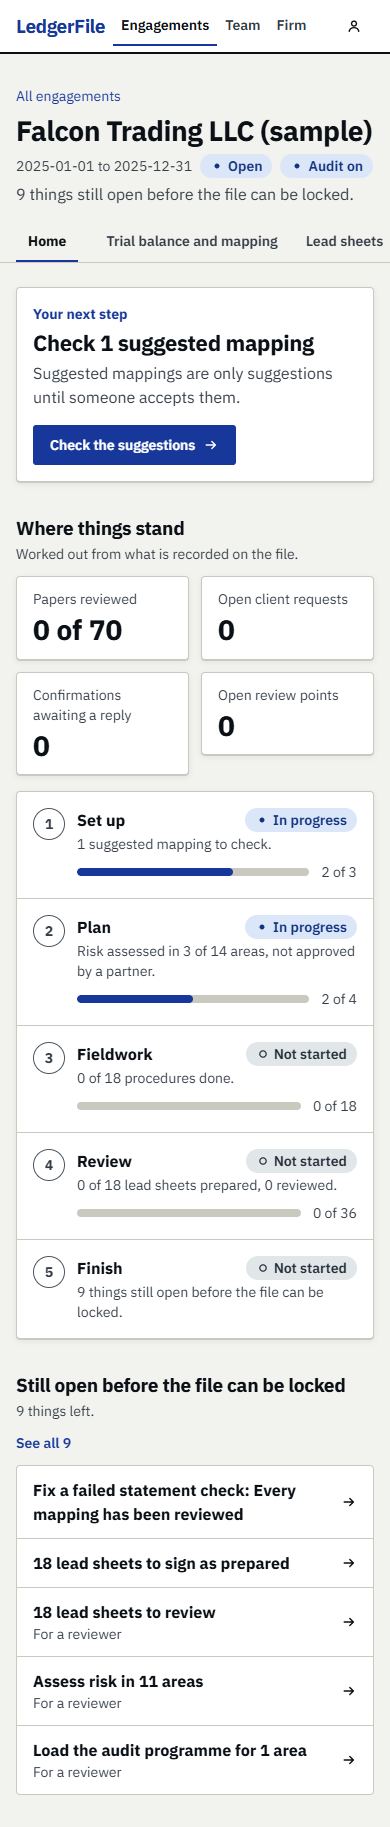 LedgerFile Engagements Team Firm
All engagements
Falcon Trading LLC (sample)
2025-01-01 to 2025-12-31 Open Audit on
9 things still open before the file can be locked.
Home Trial balance and mapping Lead sheets
Your next step
Check 1 suggested mapping
Suggested mappings are only suggestions
until someone accepts them.
Check the suggestions →
Where things stand
Worked out from what is recorded on the file.
Papers reviewed
0 of 70
Open client requests
0
Confirmations
awaiting a reply
0
Open review points
0
1 Set up In progress
1 suggested mapping to check.
2 of 3
2 Plan In progress
Risk assessed in 3 of 14 areas, not approved
by a partner.
2 of 4
3 Fieldwork Not started
0 of 18 procedures done.
0 of 18
4 Review Not started
0 of 18 lead sheets prepared, 0 reviewed.
0 of 36
5 Finish Not started
9 things still open before the file can be
locked.
Still open before the file can be locked
9 things left.
See all 9
Fix a failed statement check: Every
mapping has been reviewed →
18 lead sheets to sign as prepared →
18 lead sheets to review →
For a reviewer
Assess risk in 11 areas →
For a reviewer
Load the audit programme for 1 area →
For a reviewer